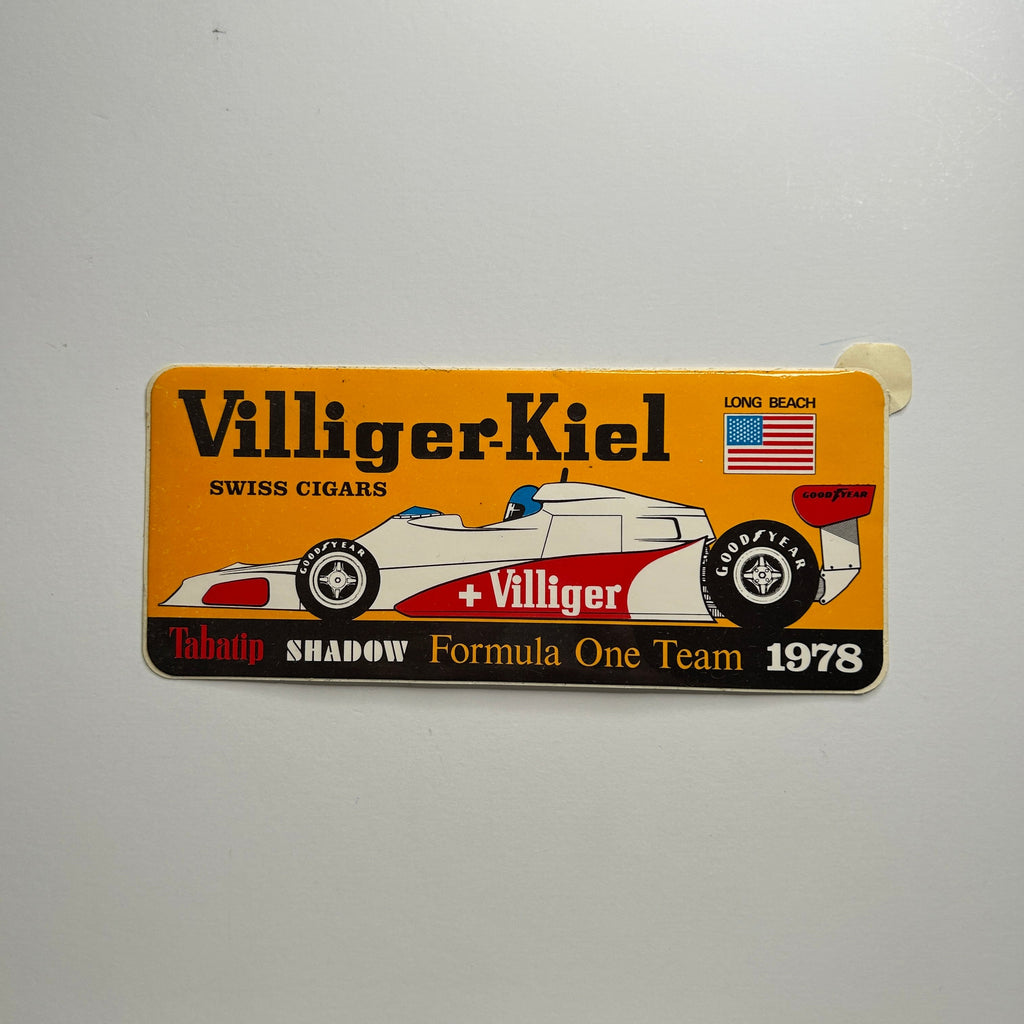 Villiger-Kiel
SWISS CIGARS
LONG BEACH
GOODYEAR
GOODYEAR
GOODYEAR
+ Villiger
Tabatip SHADOW Formula One Team 1978